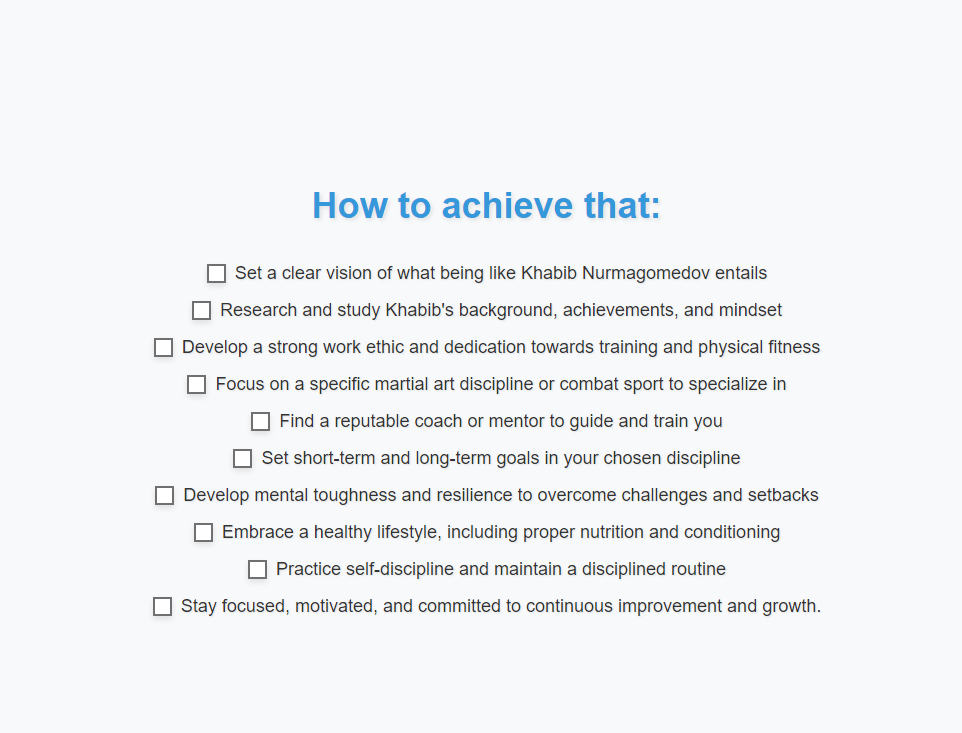 How to achieve that:
Set a clear vision of what being like Khabib Nurmagomedov entails
Research and study Khabib's background, achievements, and mindset
Develop a strong work ethic and dedication towards training and physical fitness
Focus on a specific martial art discipline or combat sport to specialize in
Find a reputable coach or mentor to guide and train you
Set short-term and long-term goals in your chosen discipline
Develop mental toughness and resilience to overcome challenges and setbacks
Embrace a healthy lifestyle, including proper nutrition and conditioning
Practice self-discipline and maintain a disciplined routine
Stay focused, motivated, and committed to continuous improvement and growth.